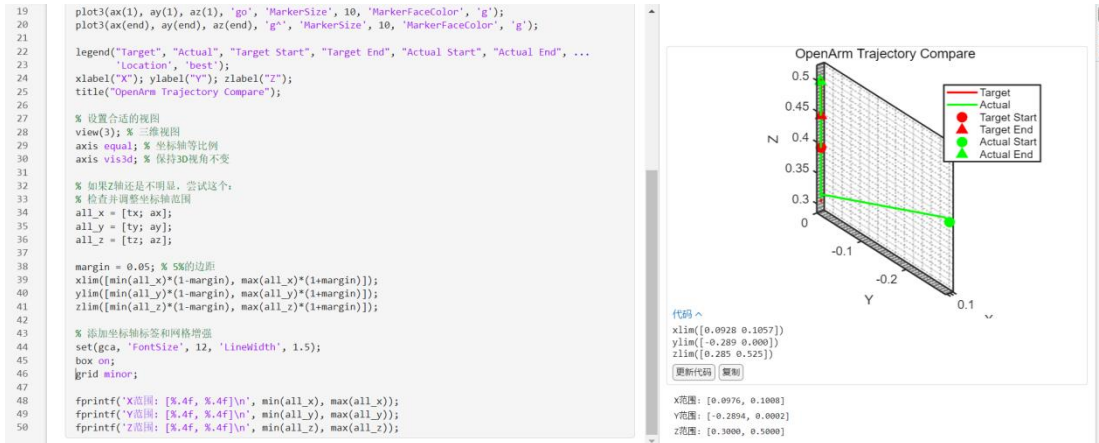 19 plot3(ax(1), ay(1), az(1), 'go', 'MarkerSize', 10, 'MarkerFaceColor', 'g');
20 plot3(ax(end), ay(end), az(end), 'g^', 'MarkerSize', 10, 'MarkerFaceColor', 'g');
21
22 legend("Target", "Actual", "Target Start", "Target End", "Actual Start", "Actual End", ...
23 'Location', 'best');
24 xlabel("X"); ylabel("Y"); zlabel("Z");
25 title("OpenArm Trajectory Compare");
26
27 % 设置合适的视图
28 view(3); % 三维视图
29 axis equal; % 坐标轴等比例
30 axis vis3d; % 保持3D视角不变
31
32 % 如果Z轴还是不明显，尝试这个：
33 % 检查并调整坐标轴范围
34 all_x = [tx; ax];
35 all_y = [ty; ay];
36 all_z = [tz; az];
37
38 margin = 0.05; % 5%的边距
39 xlim([min(all_x)*(1-margin), max(all_x)*(1+margin)]);
40 ylim([min(all_y)*(1-margin), max(all_y)*(1+margin)]);
41 zlim([min(all_z)*(1-margin), max(all_z)*(1+margin)]);
42
43 % 添加坐标轴标签和网格增强
44 set(gca, 'FontSize', 12, 'LineWidth', 1.5);
45 box on;
46 grid minor;
47
48 fprintf('X范围: [%.4f, %.4f]\n', min(all_x), max(all_x));
49 fprintf('Y范围: [%.4f, %.4f]\n', min(all_y), max(all_y));
50 fprintf('Z范围: [%.4f, %.4f]\n', min(all_z), max(all_z));
OpenArm Trajectory Compare
0.5
0.45
0.4
0.35
0.3
Z
0
-0.1
-0.2
Y
0.1
Target
Actual
Target Start
Target End
Actual Start
Actual End
代码
xlim([0.0928 0.1057])
ylim([-0.289 0.000])
zlim([0.285 0.525])
更新代码 复制
X范围: [0.0976, 0.1008]
Y范围: [-0.2894, 0.0002]
Z范围: [0.3000, 0.5000]